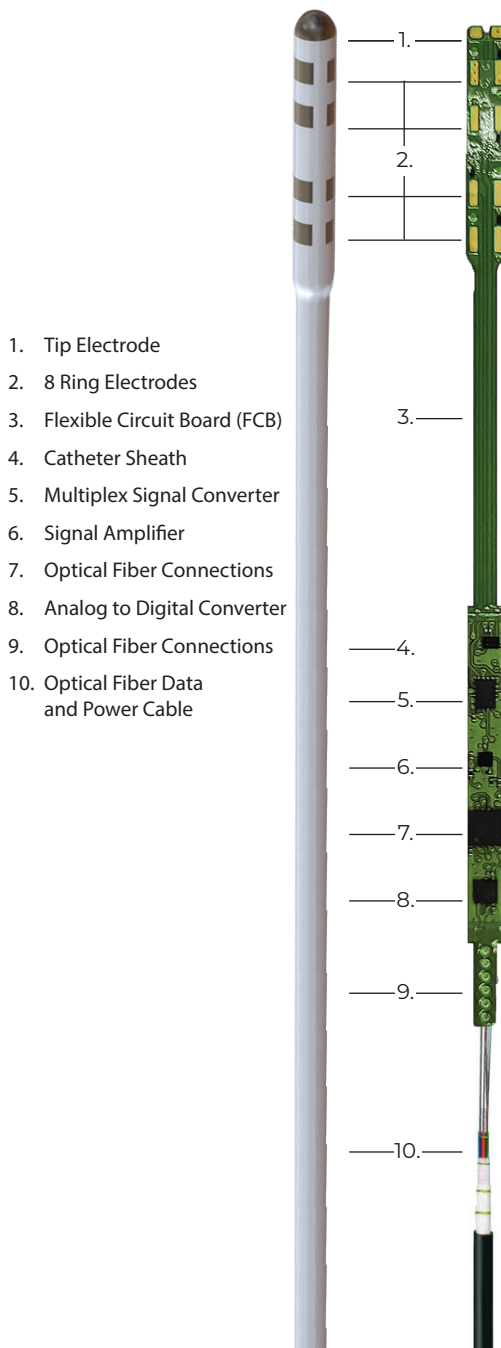 1. Tip Electrode
2. 8 Ring Electrodes
3. Flexible Circuit Board (FCB)
4. Catheter Sheath
5. Multiplex Signal Converter
6. Signal Amplifier
7. Optical Fiber Connections
8. Analog to Digital Converter
9. Optical Fiber Connections
10. Optical Fiber Data
and Power Cable
1.
2.
3.
4.
5.
6.
7.
8.
9.
10.